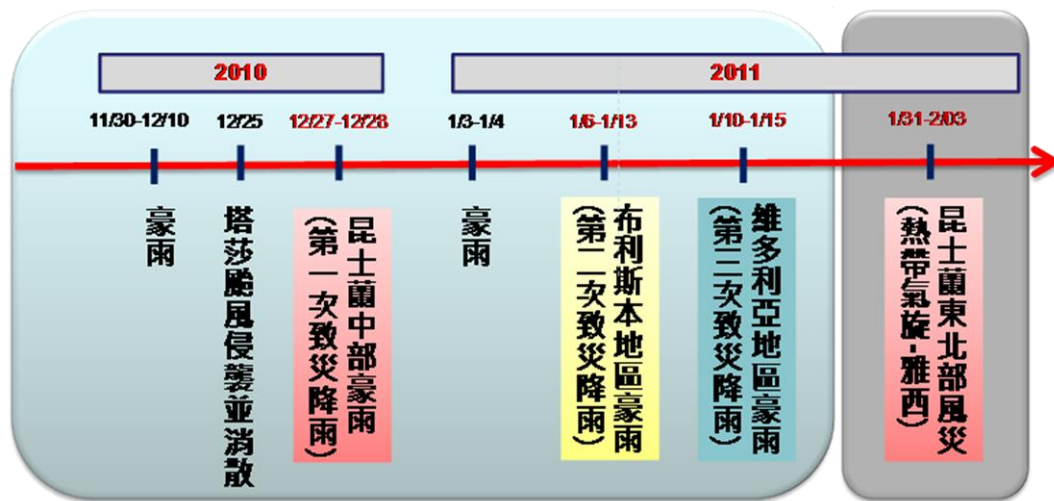 2010
2011
11/30-12/10
12/25
12/27-12/28
1/3-1/4
1/6-1/13
1/10-1/15
1/31-2/03
豪雨
塔莎颱風侵襲並消散
昆士蘭中部豪雨
(第一次致災降雨)
豪雨
布利斯本地區豪雨
(第二次致災降雨)
維多利亞地區豪雨
(第三次致災降雨)
昆士蘭東北部風災
(熱帶氣旋-雅西)